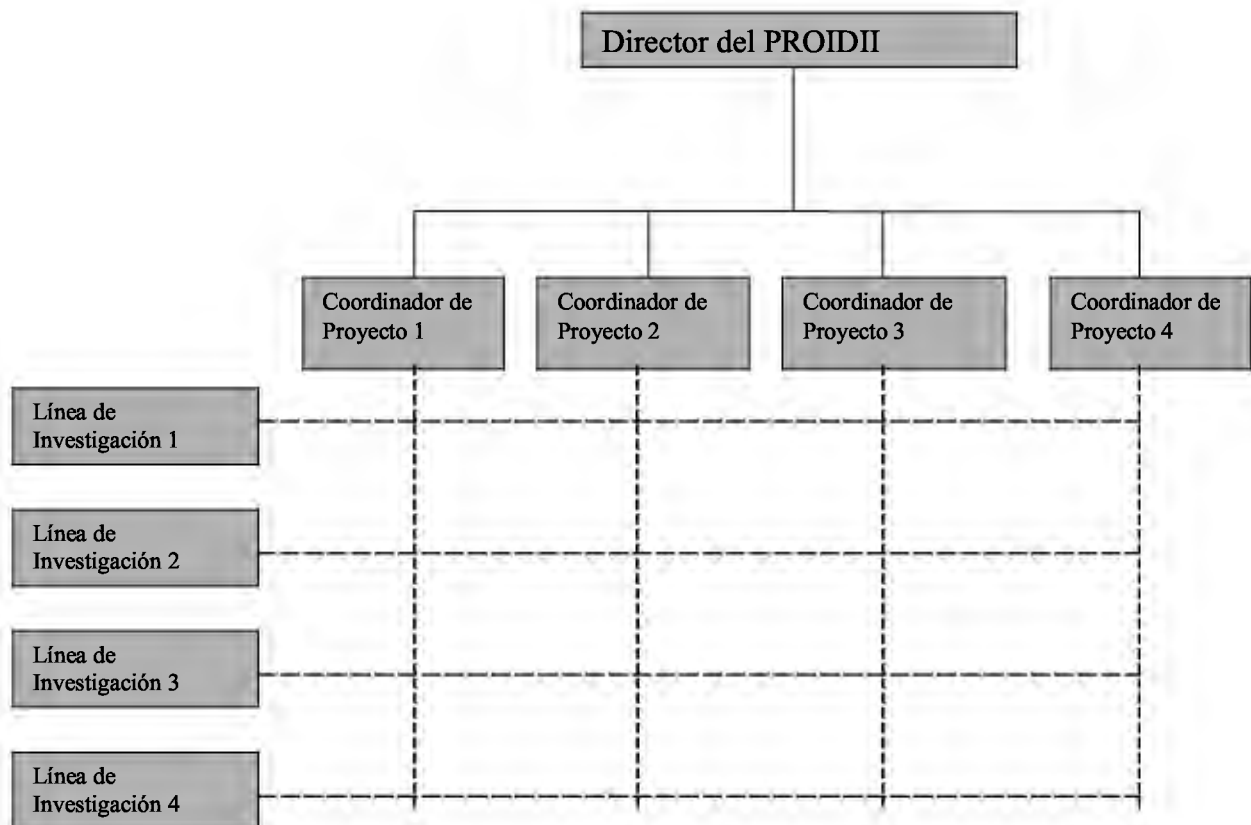 Director del PROIDII
Coordinador de
Proyecto 1
Coordinador de
Proyecto 2
Coordinador de
Proyecto 3
Coordinador de
Proyecto 4
Línea de
Investigación 1
Línea de
Investigación 2
Línea de
Investigación 3
Línea de
Investigación 4